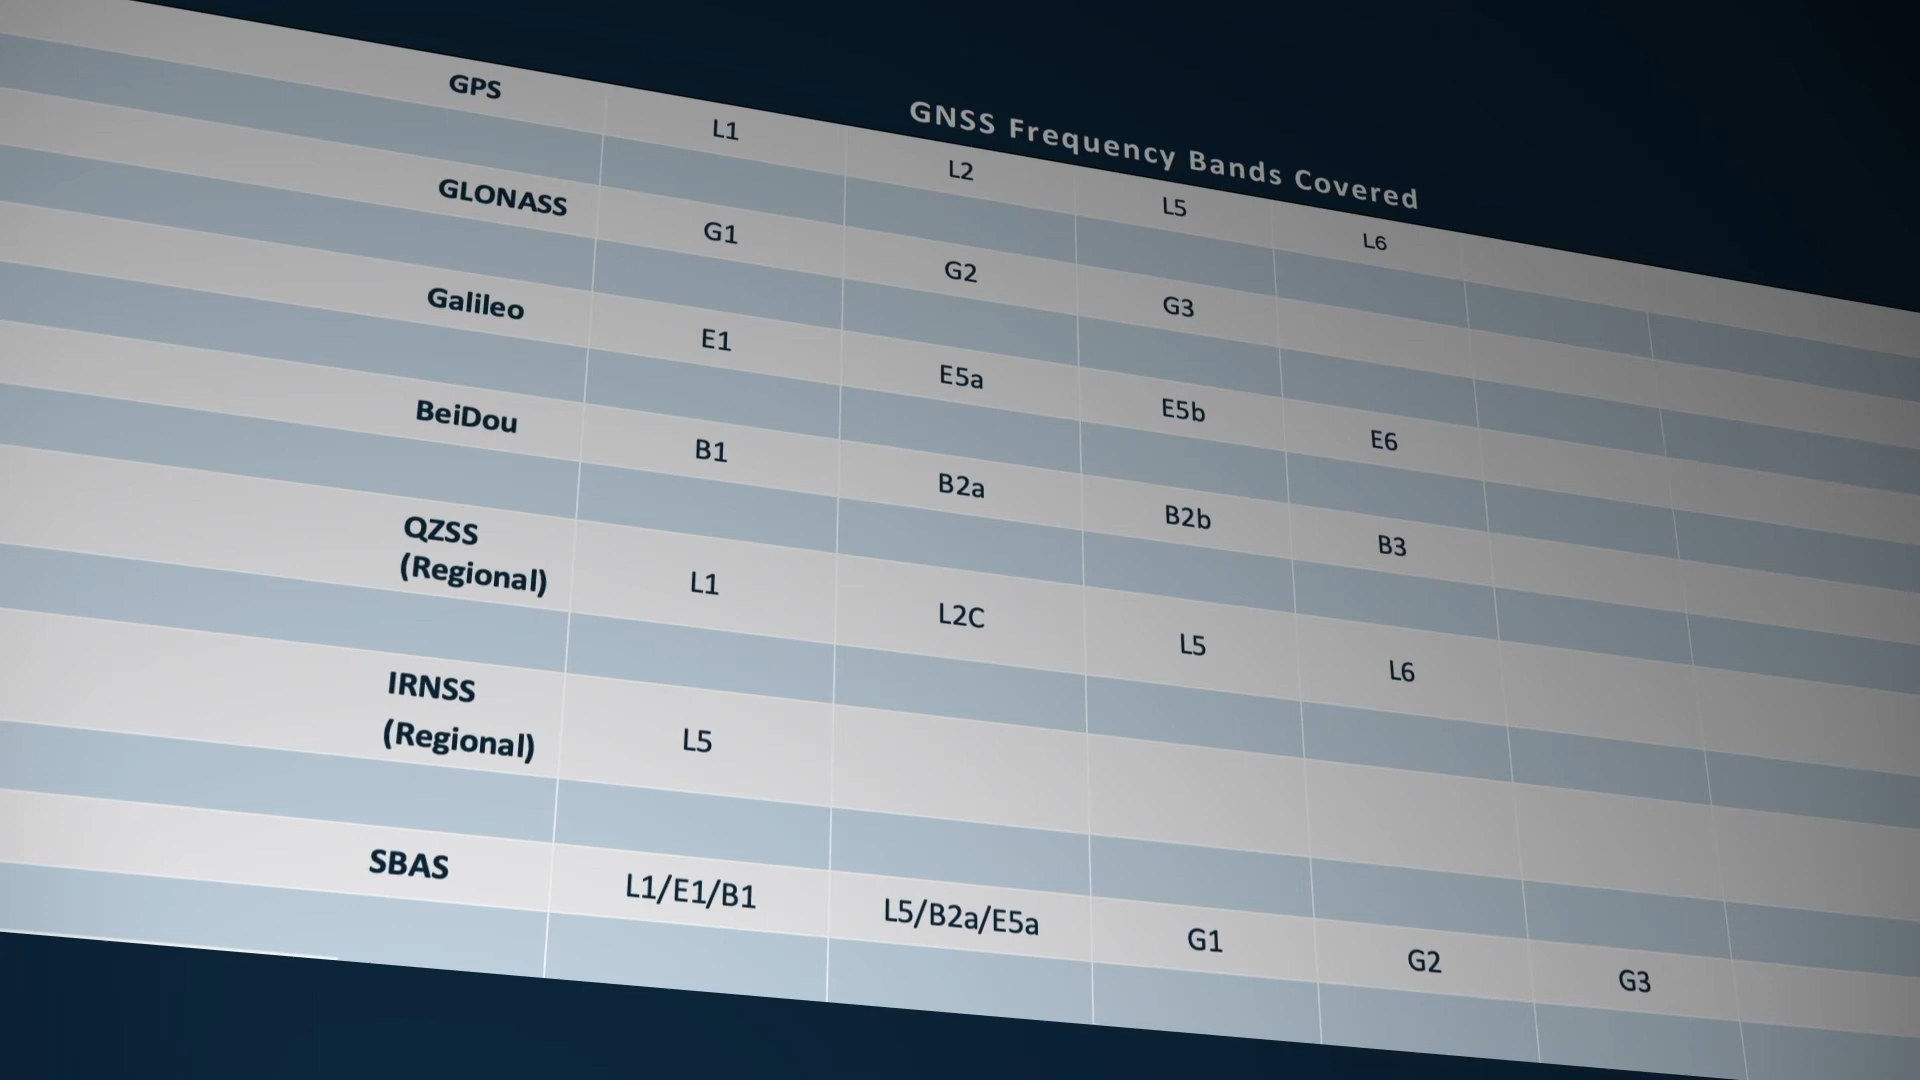 GNSS Frequency Bands Covered
GPS L1 L2 L5 L6
GLONASS G1 G2 G3
Galileo E1 E5a E5b E6
BeiDou B1 B2a B2b B3
QZSS
(Regional) L1 L2C L5 L6
IRNSS
(Regional) L5
SBAS L1/E1/B1 L5/B2a/E5a G1 G2 G3